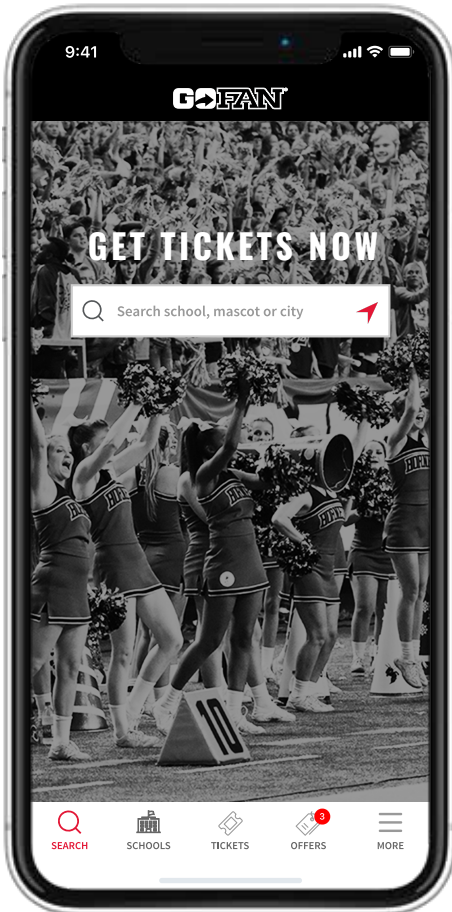 9:41
GOFAN
GET TICKETS NOW
Search school, mascot or city
10
3
SEARCH
SCHOOLS
TICKETS
OFFERS
MORE